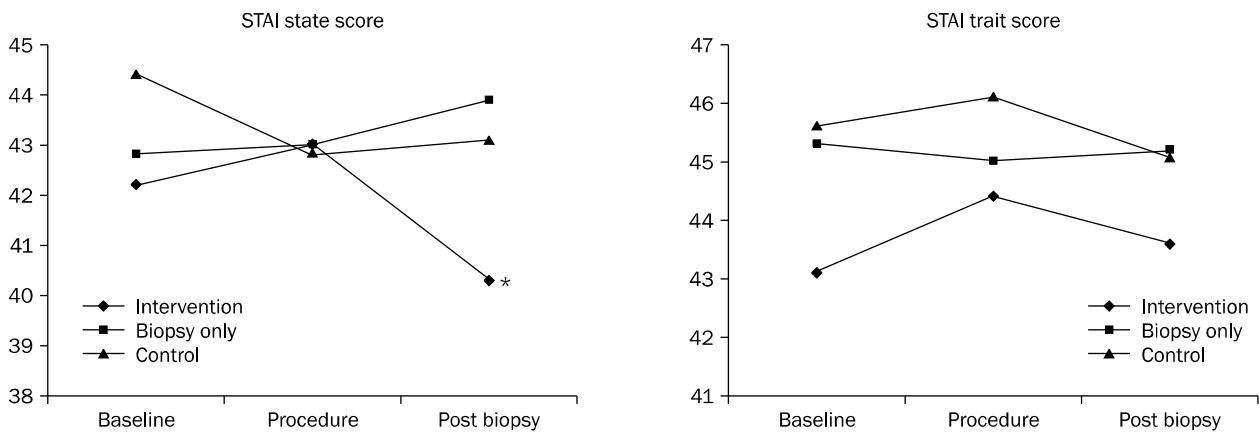 STAI state score
45
44
43
42
41
40
39
38
*
Intervention
Biopsy only
Control
Baseline Procedure Post biopsy
STAI trait score
47
46
45
44
43
42
41
Intervention
Biopsy only
Control
Baseline Procedure Post biopsy